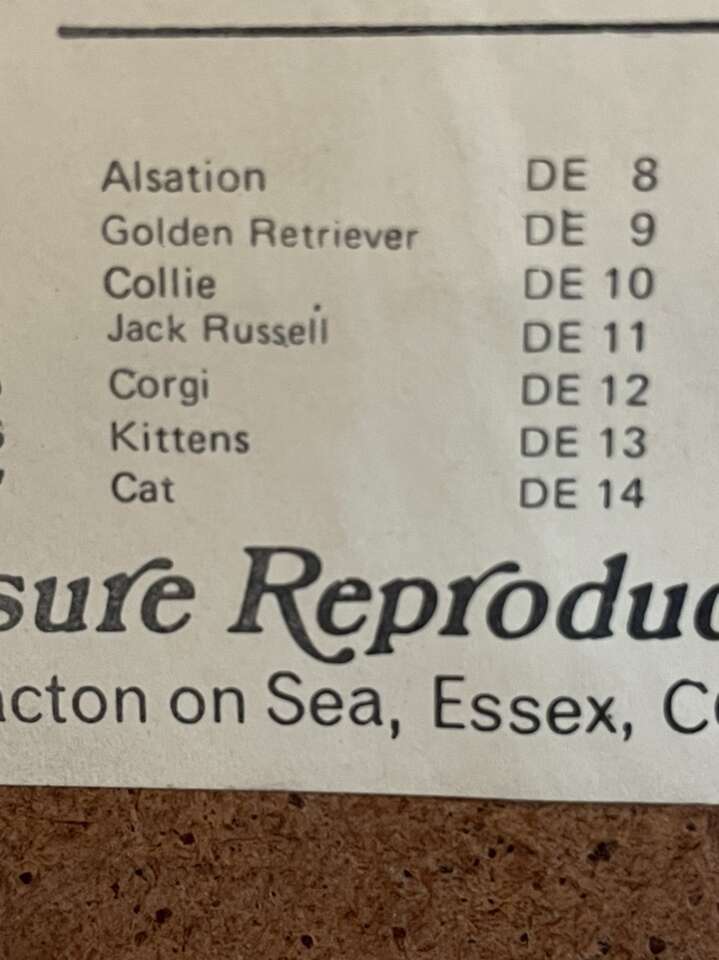 Alsation DE 8
Golden Retriever DE 9
Collie DE 10
Jack Russell DE 11
Corgi DE 12
Kittens DE 13
Cat DE 14
sure Reproduc
acton on Sea, Essex, C